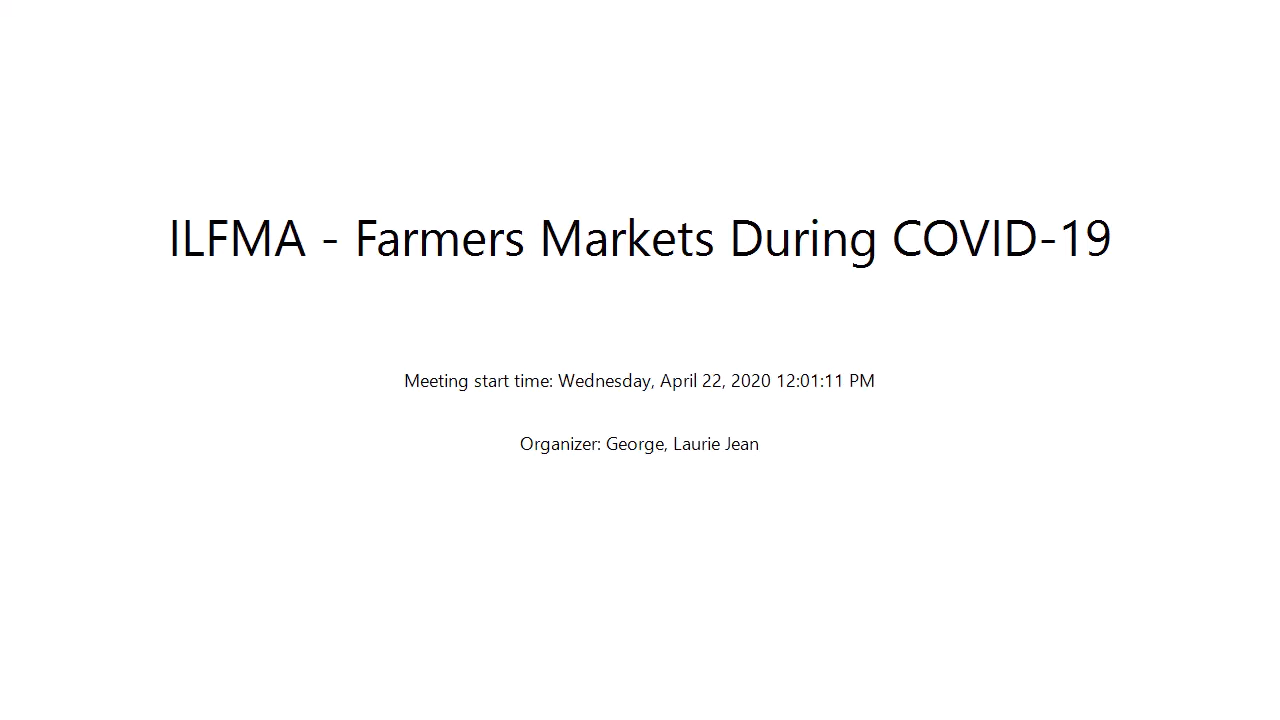 ILFMA - Farmers Markets During COVID-19
Meeting start time: Wednesday, April 22, 2020 12:01:11 PM
Organizer: George, Laurie Jean